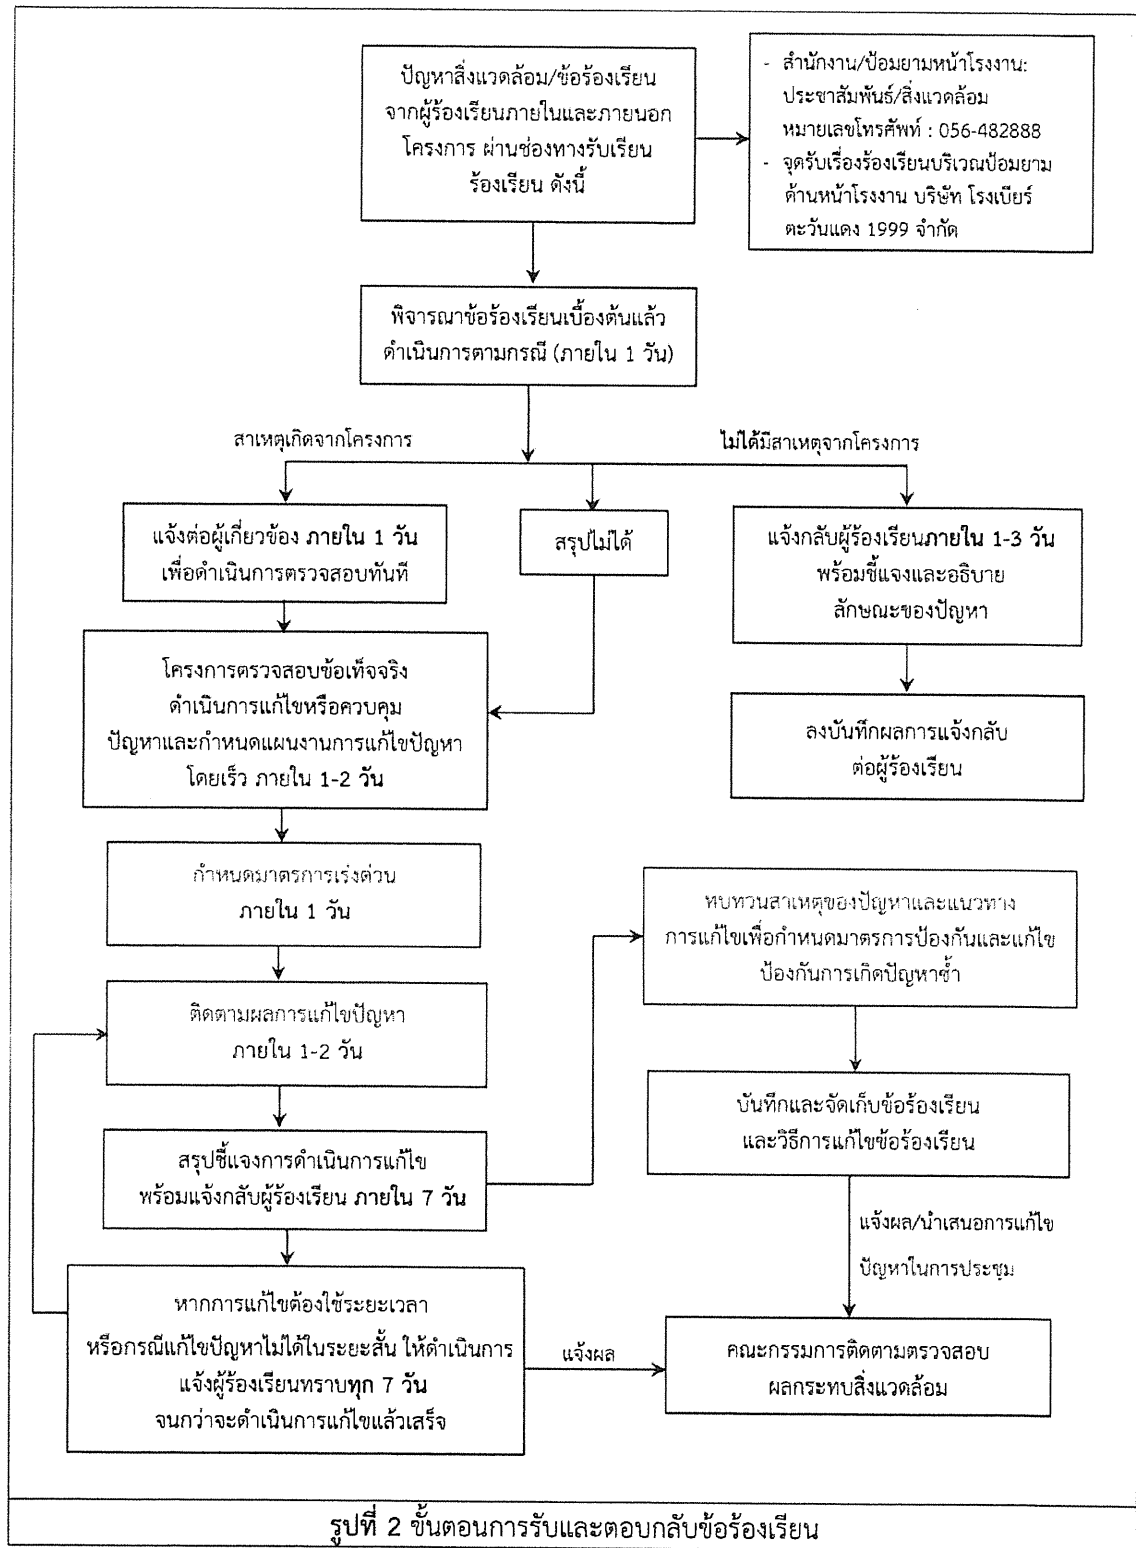 ปัญหาสิ่งแวดล้อม/ข้อร้องเรียน
จากผู้ร้องเรียนภายในและภายนอก
โครงการ ผ่านช่องทางรับเรียน
ร้องเรียน ดังนี้
- สำนักงาน/ป้อมยามหน้าโรงงาน:
ประชาสัมพันธ์/สิ่งแวดล้อม
หมายเลขโทรศัพท์ : 056-482888
- จุดรับเรื่องร้องเรียนบริเวณป้อมยาม
ด้านหน้าโรงงาน บริษัท โรงเบียร์
ตะวันแดง 1999 จำกัด
พิจารณาข้อร้องเรียนเบื้องต้นแล้ว
ดำเนินการตามกรณี (ภายใน 1 วัน)
สาเหตุเกิดจากโครงการ
ไม่ได้มีสาเหตุจากโครงการ
แจ้งต่อผู้เกี่ยวข้อง ภายใน 1 วัน
เพื่อดำเนินการตรวจสอบทันที
สรุปไม่ได้
แจ้งกลับผู้ร้องเรียนภายใน 1-3 วัน
พร้อมชี้แจงและอธิบาย
ลักษณะของปัญหา
โครงการตรวจสอบข้อเท็จจริง
ดำเนินการแก้ไขหรือควบคุม
ปัญหาและกำหนดแผนงานการแก้ไขปัญหา
โดยเร็ว ภายใน 1-2 วัน
ลงบันทึกผลการแจ้งกลับ
ต่อผู้ร้องเรียน
กำหนดมาตรการเร่งด่วน
ภายใน 1 วัน
ทบทวนสาเหตุของปัญหาและแนวทาง
การแก้ไขเพื่อกำหนดมาตรการป้องกันและแก้ไข
ป้องกันการเกิดปัญหาซ้ำ
ติดตามผลการแก้ไขปัญหา
ภายใน 1-2 วัน
บันทึกและจัดเก็บข้อร้องเรียน
และวิธีการแก้ไขข้อร้องเรียน
สรุปชี้แจงการดำเนินการแก้ไข
พร้อมแจ้งกลับผู้ร้องเรียน ภายใน 7 วัน
แจ้งผล/นำเสนอการแก้ไข
ปัญหาในการประชุม
หากการแก้ไขต้องใช้ระยะเวลา
หรือกรณีแก้ไขปัญหาไม่ได้ในระยะสั้น ให้ดำเนินการ
แจ้งผู้ร้องเรียนทราบทุก 7 วัน
จนกว่าจะดำเนินการแก้ไขแล้วเสร็จ
แจ้งผล
คณะกรรมการติดตามตรวจสอบ
ผลกระทบสิ่งแวดล้อม
รูปที่ 2 ขั้นตอนการรับและตอบกลับข้อร้องเรียน